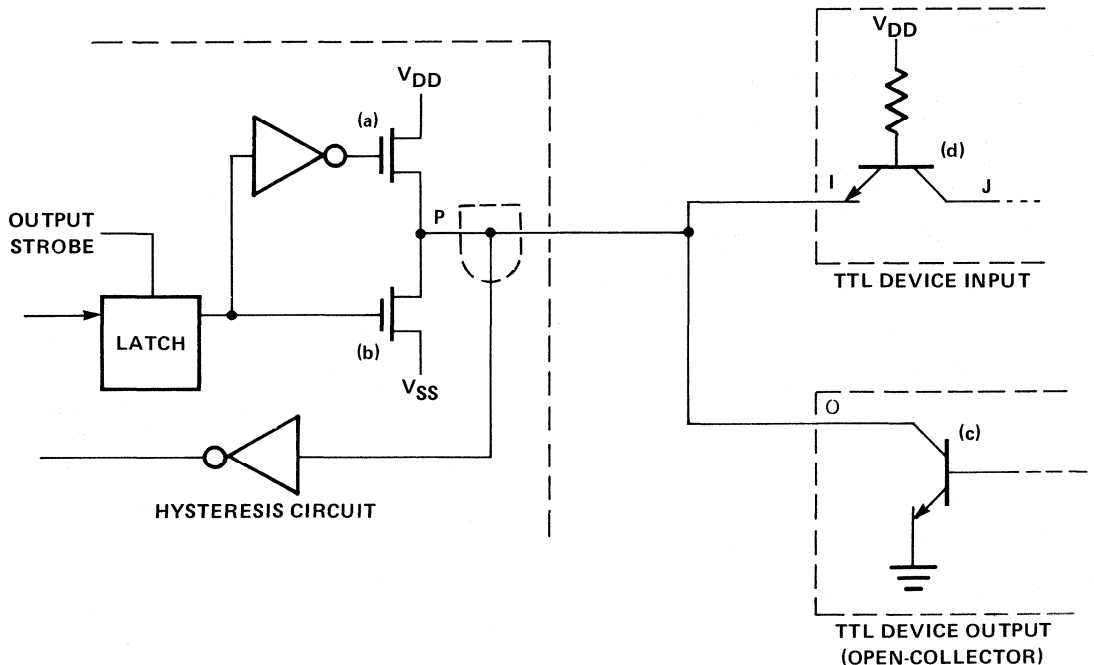 V_DD
(a)
P
OUTPUT
STROBE
LATCH
(b)
V_SS
HYSTERESIS CIRCUIT
V_DD
(d)
I
J
TTL DEVICE INPUT
O
(c)
TTL DEVICE OUTPUT
(OPEN-COLLECTOR)